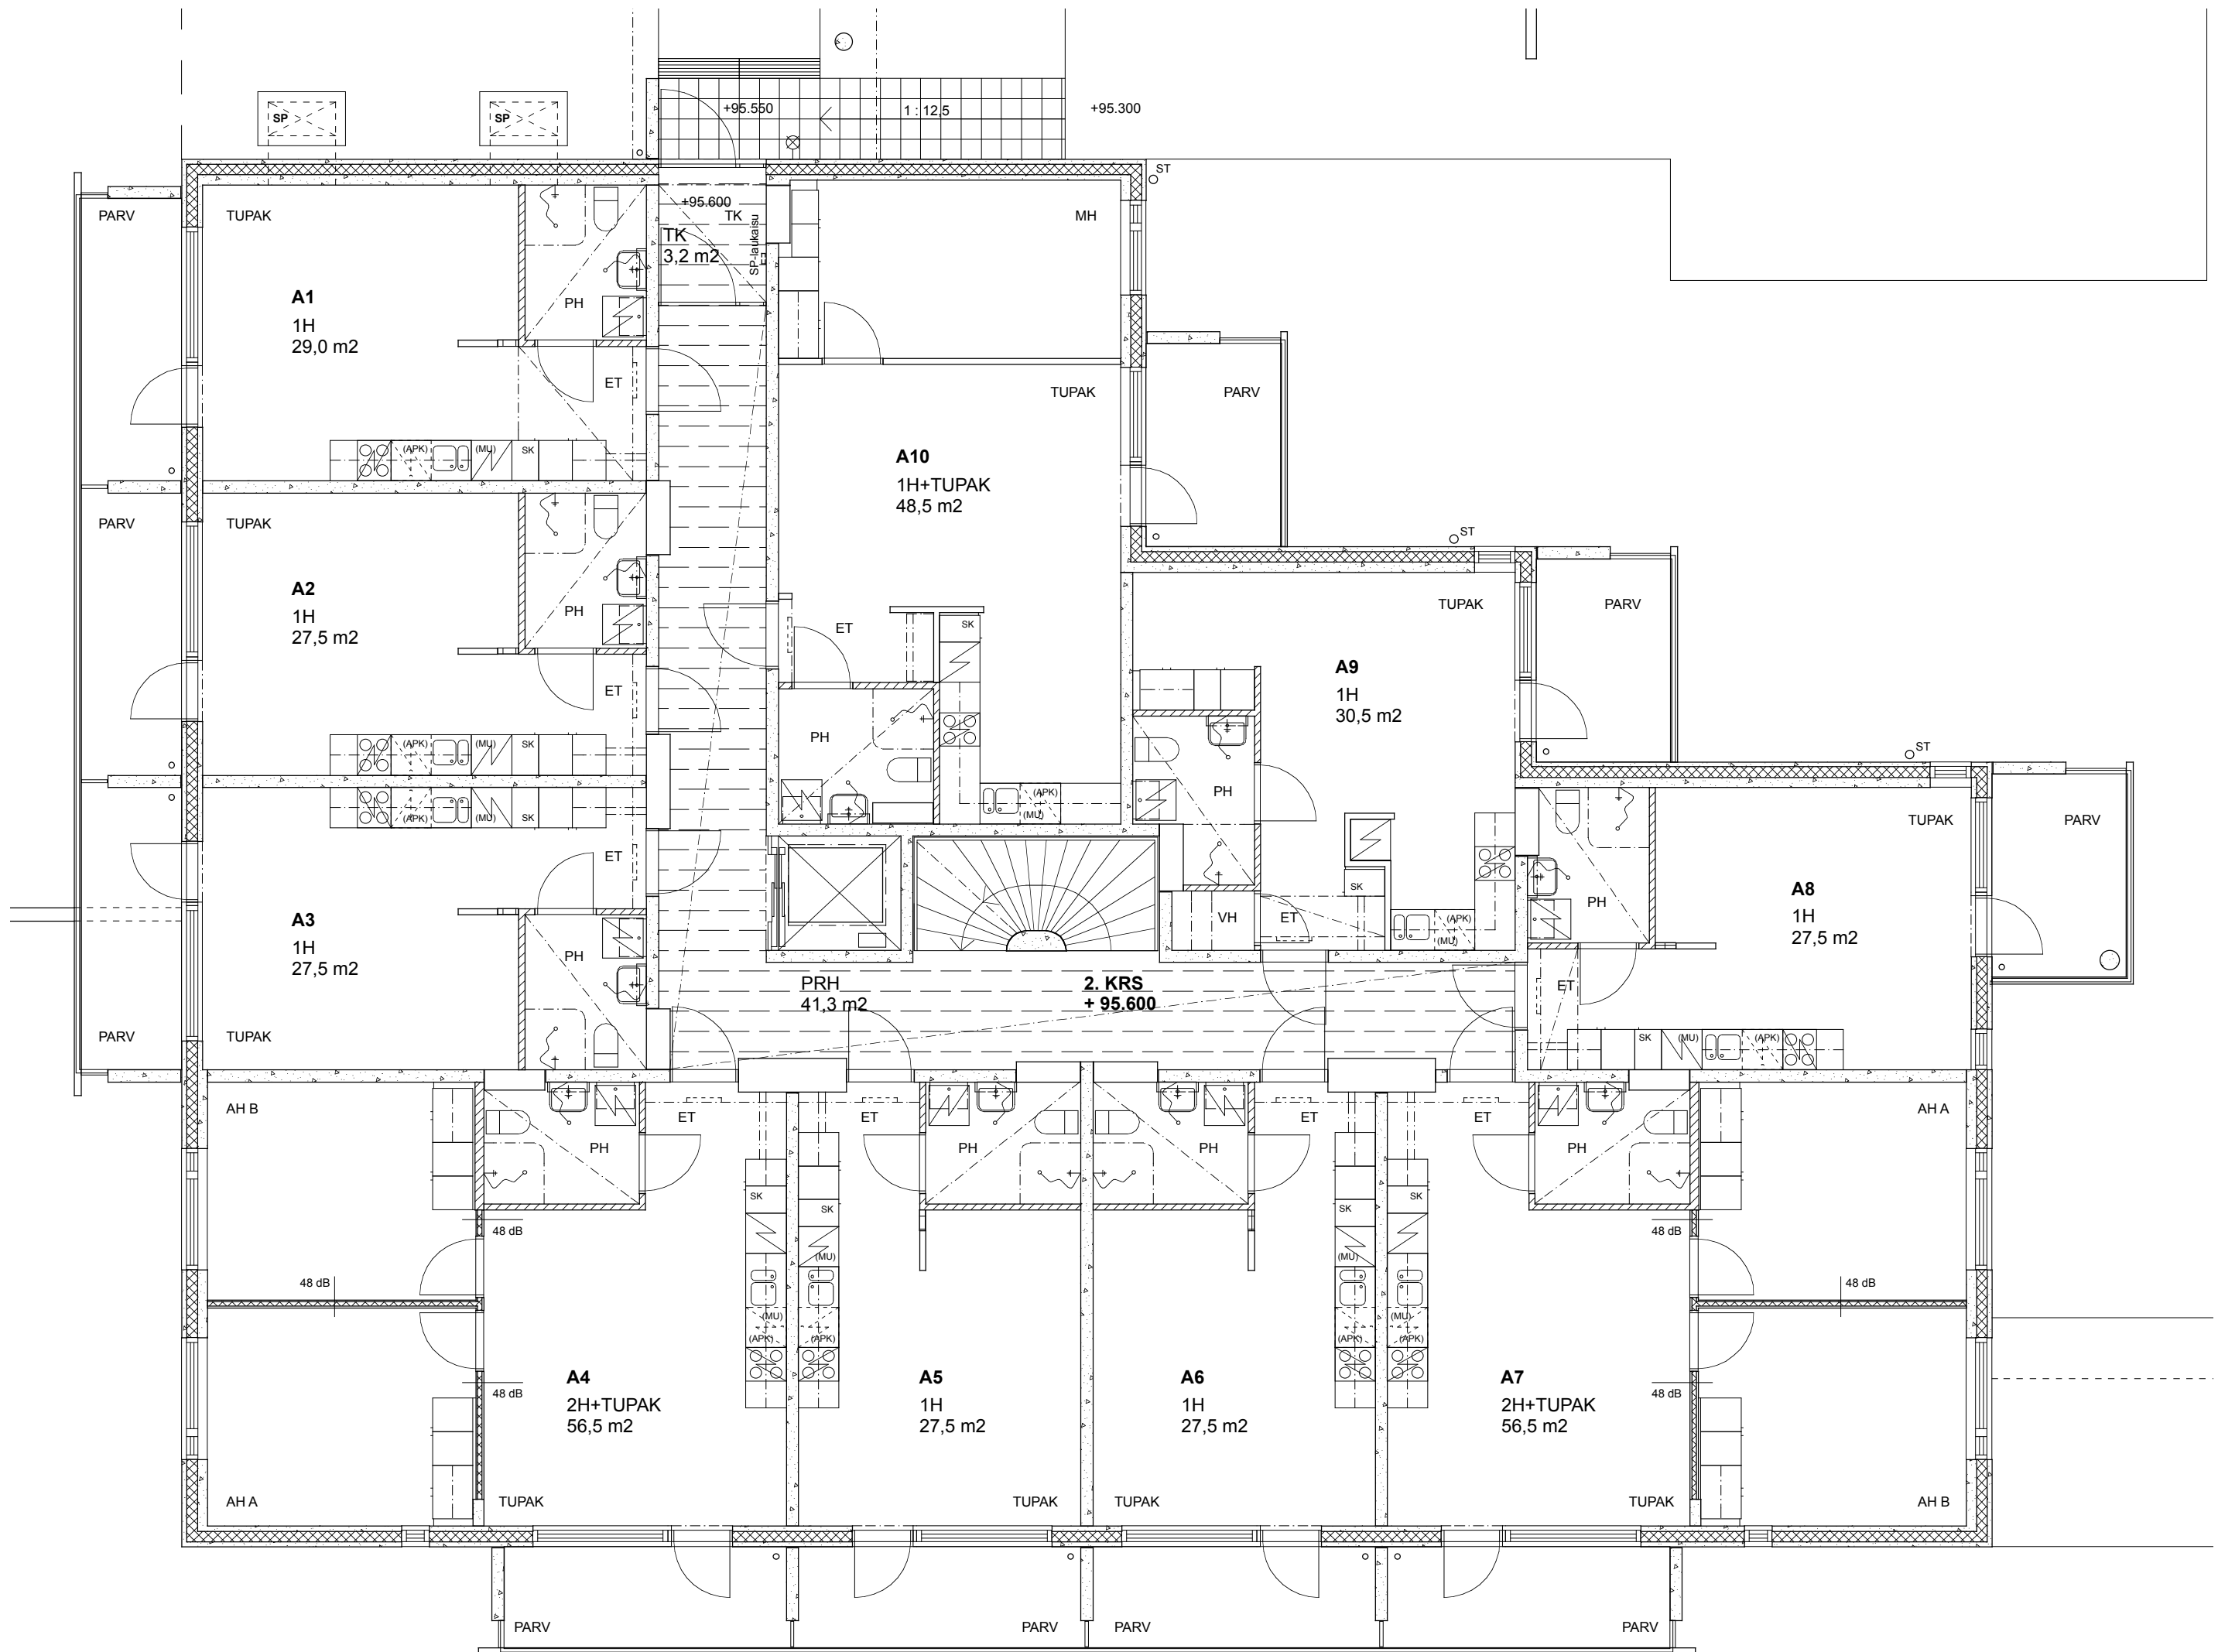 +95.550
1 : 12,5
+95.300
SP
SP
ST
PARV
TUPAK
+95.600
TK
MH
TK
3,2 m2
SP-laukaisu
A1
1H
29,0 m2
PH
ET
(APK)
(MU)
SK
TUPAK
PARV
A10
1H+TUPAK
48,5 m2
PARV
TUPAK
ST
A2
1H
27,5 m2
PH
ET
ET
SK
TUPAK
PARV
A9
1H
30,5 m2
(APK)
(MU)
SK
PH
ST
(APK)
(MU)
SK
(APK)
(MU)
PH
TUPAK
PARV
ET
A3
1H
27,5 m2
PH
SK
VH
ET
(APK)
(MU)
PH
A8
1H
27,5 m2
PRH
41,3 m2
2. KRS
+ 95.600
ET
PARV
TUPAK
SK
(MU)
(APK)
AH B
ET
ET
PH
PH
ET
ET
PH
PH
AH A
SK
SK
SK
SK
48 dB
48 dB
(MU)
(MU)
48 dB
48 dB
(MU)
(MU)
(APK)
(APK)
(APK)
(APK)
A4
2H+TUPAK
56,5 m2
A5
1H
27,5 m2
A6
1H
27,5 m2
A7
2H+TUPAK
56,5 m2
48 dB
48 dB
AH A
TUPAK
TUPAK
TUPAK
TUPAK
AH B
PARV
PARV
PARV
PARV